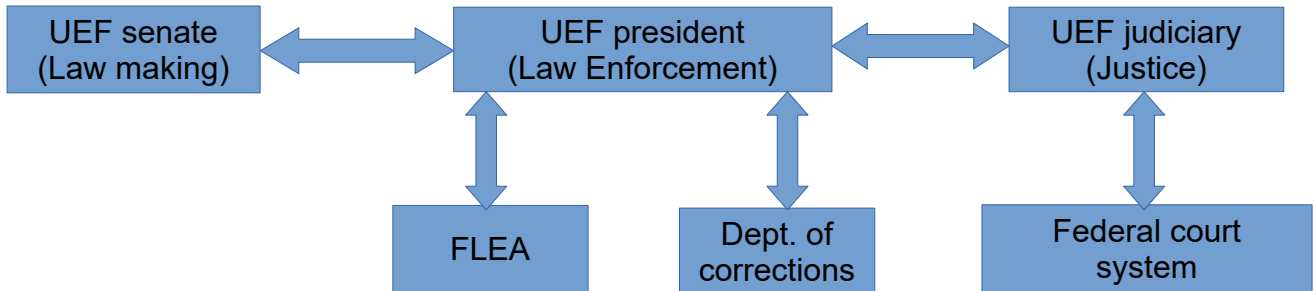 UEF senate
(Law making)
UEF president
(Law Enforcement)
UEF judiciary
(Justice)
FLEA
Dept. of
corrections
Federal court
system